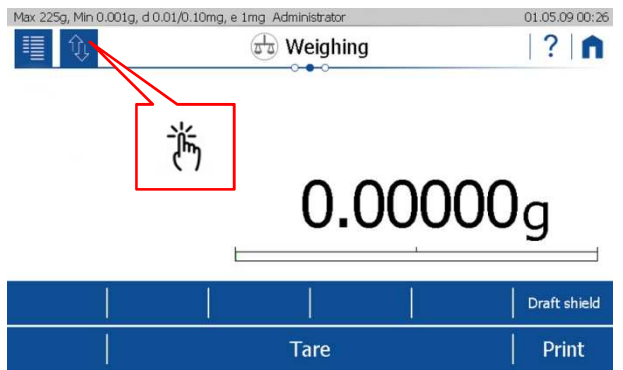 Max 225g, Min 0.001g, d 0.01/0.10mg, e 1mg Administrator 01.05.09 00:26
Weighing ?
0.00000g
Draft shield
Tare Print